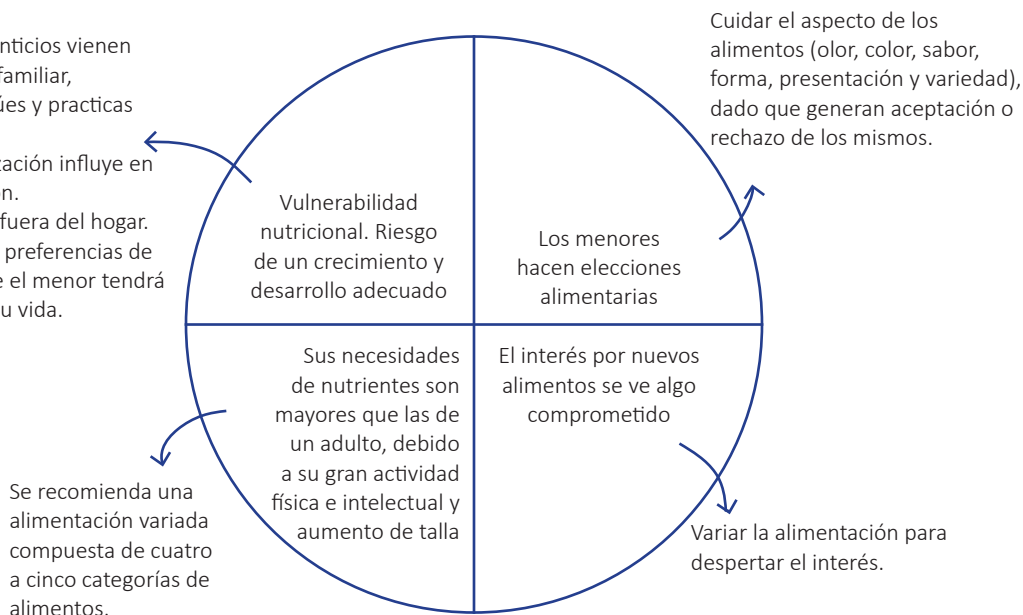 nticios vienen
familiar,
úes y practicas
zación influye en
ón.
fuera del hogar.
preferencias de
e el menor tendrá
u vida.
Cuidar el aspecto de los
alimentos (olor, color, sabor,
forma, presentación y variedad),
dado que generan aceptación o
rechazo de los mismos.
Vulnerabilidad
nutricional. Riesgo
de un crecimiento y
desarrollo adecuado
Los menores
hacen elecciones
alimentarias
Sus necesidades
de nutrientes son
mayores que las de
un adulto, debido
a su gran actividad
física e intelectual y
aumento de talla
El interés por nuevos
alimentos se ve algo
comprometido
Se recomienda una
alimentación variada
compuesta de cuatro
a cinco categorías de
alimentos.
Variar la alimentación para
despertar el interés.